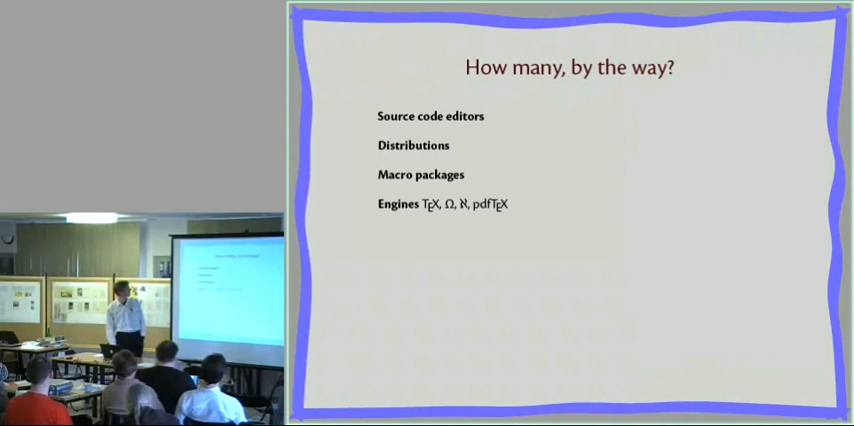 How many, by the way?
Source code editors
Distributions
Macro packages
Engines TEX, Ω, ℵ, pdfTEX